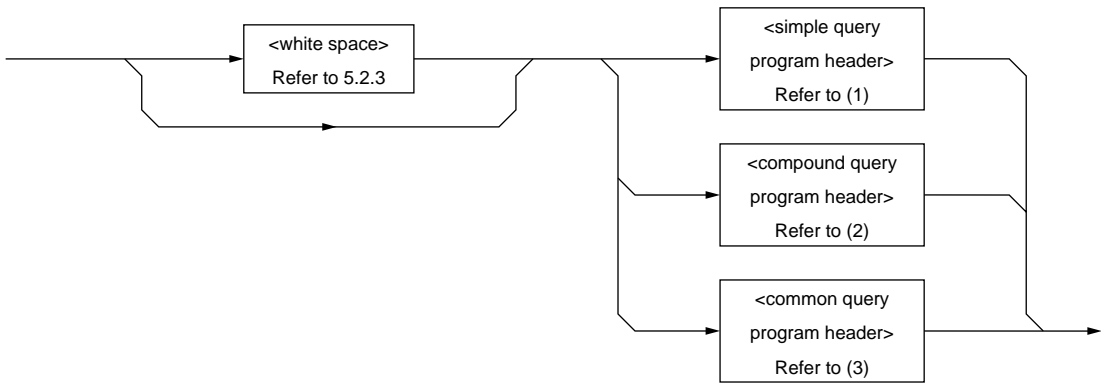 <white space>
Refer to 5.2.3
<simple query
program header>
Refer to (1)
<compound query
program header>
Refer to (2)
<common query
program header>
Refer to (3)